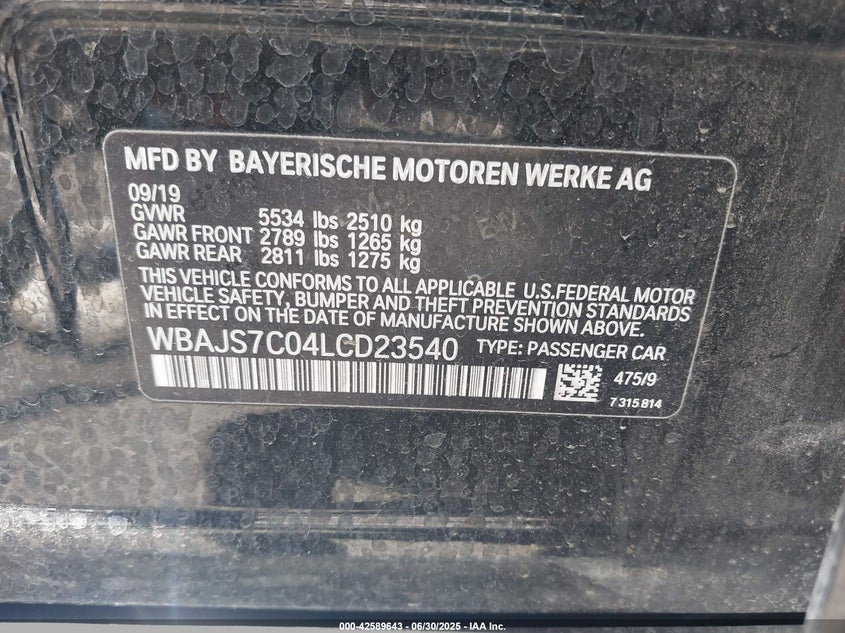 MFD BY BAYERISCHE MOTOREN WERKE AG
09/19
GVWR 5534 lbs 2510 kg
GAWR FRONT 2789 lbs 1265 kg
GAWR REAR 2811 lbs 1275 kg
THIS VEHICLE CONFORMS TO ALL APPLICABLE U.S.FEDERAL MOTOR
VEHICLE SAFETY, BUMPER AND THEFT PREVENTION STANDARDS
IN EFFECT ON THE DATE OF MANUFACTURE SHOWN ABOVE.
WBAJS7C04LCD23540 TYPE: PASSENGER CAR
475/9
7 315 814
000-42589643 - 06/30/2025 - IAA Inc.